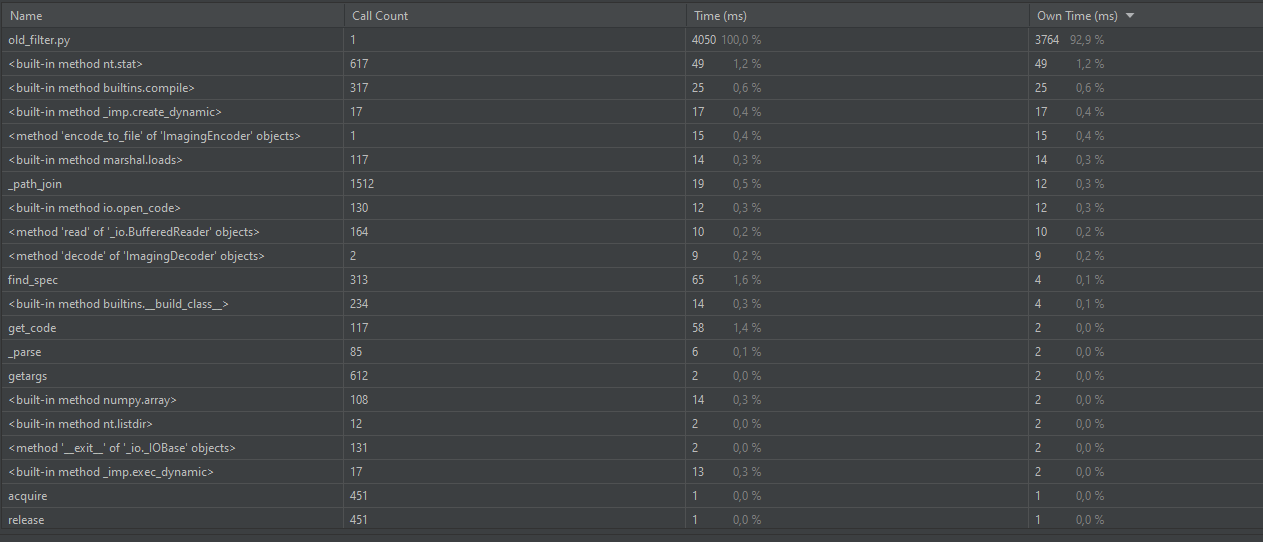 Name Call Count Time (ms) Own Time (ms)
old_filter.py 1 4050 100,0 % 3764 92,9 %
<built-in method nt.stat> 617 49 1,2 % 49 1,2 %
<built-in method builtins.compile> 317 25 0,6 % 25 0,6 %
<built-in method _imp.create_dynamic> 17 17 0,4 % 17 0,4 %
<method 'encode_to_file' of 'ImagingEncoder' objects> 1 15 0,4 % 15 0,4 %
<built-in method marshal.loads> 117 14 0,3 % 14 0,3 %
_path_join 1512 19 0,5 % 12 0,3 %
<built-in method io.open_code> 130 12 0,3 % 12 0,3 %
<method 'read' of '_io.BufferedReader' objects> 164 10 0,2 % 10 0,2 %
<method 'decode' of 'ImagingDecoder' objects> 2 9 0,2 % 9 0,2 %
find_spec 313 65 1,6 % 4 0,1 %
<built-in method builtins.__build_class__> 234 14 0,3 % 4 0,1 %
get_code 117 58 1,4 % 2 0,0 %
_parse 85 6 0,1 % 2 0,0 %
getargs 612 2 0,0 % 2 0,0 %
<built-in method numpy.array> 108 14 0,3 % 2 0,0 %
<built-in method nt.listdir> 12 2 0,0 % 2 0,0 %
<method '__exit__' of '_io._IOBase' objects> 131 2 0,0 % 2 0,0 %
<built-in method _imp.exec_dynamic> 17 13 0,3 % 2 0,0 %
acquire 451 1 0,0 % 1 0,0 %
release 451 1 0,0 % 1 0,0 %